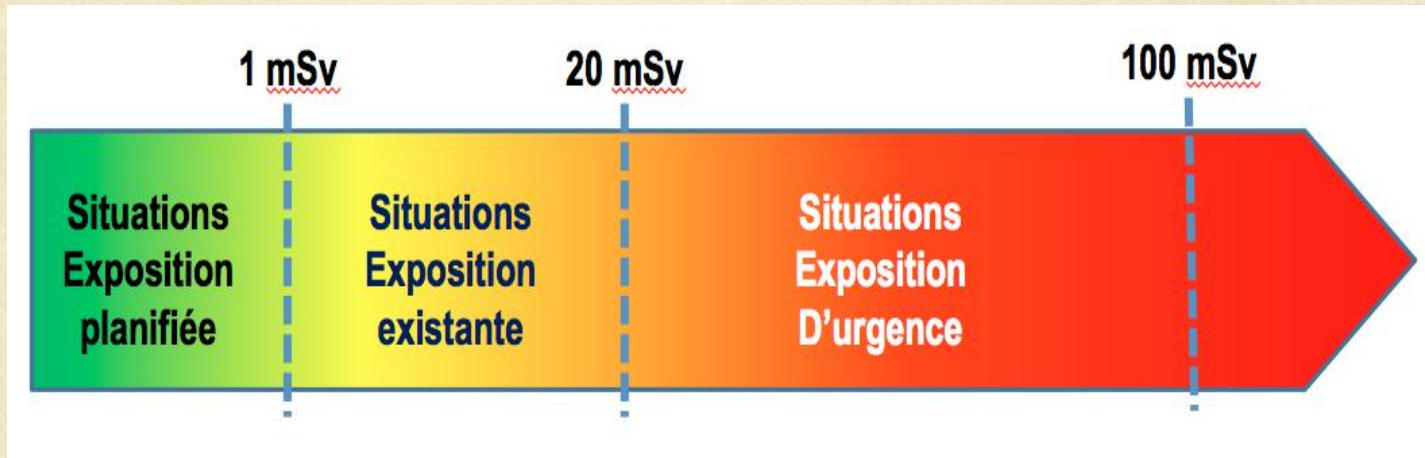 1 mSv
20 mSv
100 mSv
Situations
Exposition
planifiée
Situations
Exposition
existante
Situations
Exposition
D’urgence